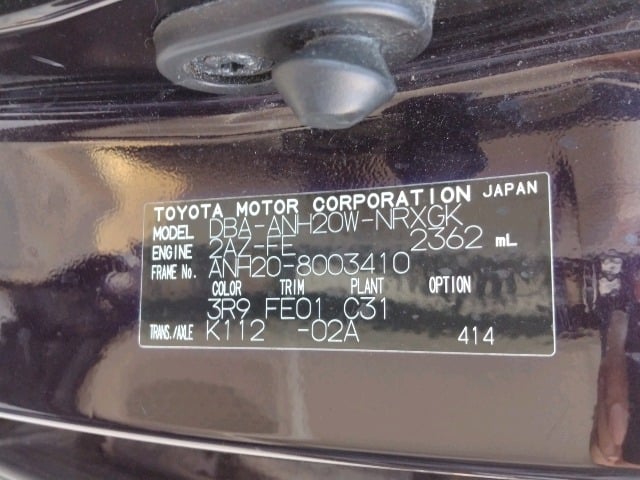 TOYOTA MOTOR CORPORATION JAPAN
MODEL DBA-ANH20W-NRXGK
ENGINE 2AZ-FE 2362 mL
FRAME No. ANH20-8003410
COLOR TRIM PLANT OPTION
3R9 FE01 C31
TRANS./AXLE K112 -02A 414